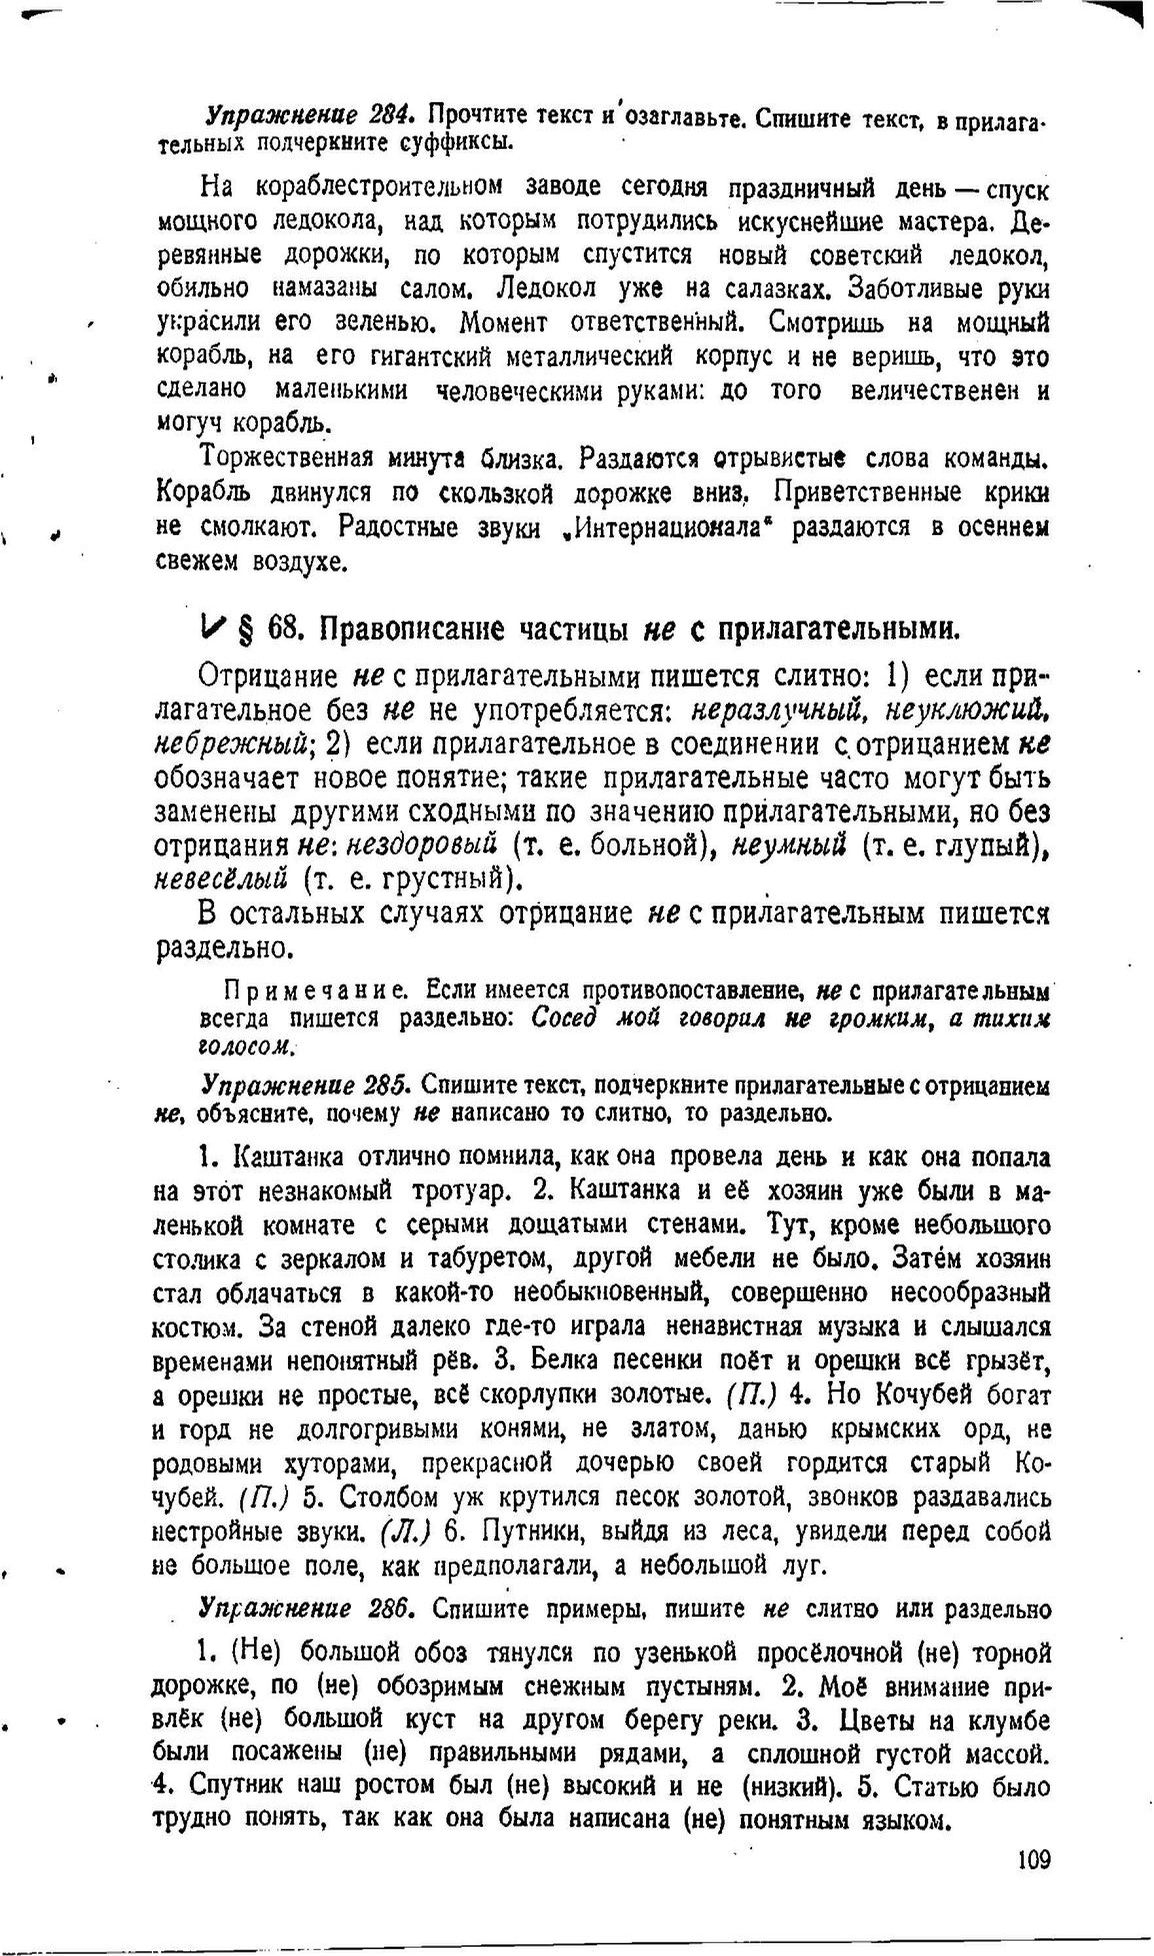 Упражнение 284. Прочтите текст и озаглавьте. Спишите текст, в прилага-
тельных подчеркните суффиксы.
На кораблестроительном заводе сегодня праздничный день — спуск
мощного ледокола, над которым потрудились искуснейшие мастера. Де-
ревянные дорожки, по которым спустится новый советский ледокол,
обильно намазаны салом. Ледокол уже на салазках. Заботливые руки
украсили его зеленью. Момент ответственный. Смотришь на мощный
корабль, на его гигантский металлический корпус и не веришь, что это
сделано маленькими человеческими руками: до того величественен и
могуч корабль.
Торжественная минута близка. Раздаются отрывистые слова команды.
Корабль двинулся по скользкой дорожке вниз. Приветственные крики
не смолкают. Радостные звуки „Интернационала“ раздаются в осеннем
свежем воздухе.
§ 68. Правописание частицы не с прилагательными.
Отрицание не с прилагательными пишется слитно: 1) если при-
лагательное без не не употребляется: неразлучный, неуклюжий,
небрежный; 2) если прилагательное в соединении с отрицанием не
обозначает новое понятие; такие прилагательные часто могут быть
заменены другими сходными по значению прилагательными, но без
отрицания не: нездоровый (т. е. больной), неумный (т. е. глупый),
невесёлый (т. е. грустный).
В остальных случаях отрицание не с прилагательным пишется
раздельно.
Примечание. Если имеется противопоставление, не с прилагательным
всегда пишется раздельно: Сосед мой говорил не громким, а тихим
голосом.
Упражнение 285. Спишите текст, подчеркните прилагательные с отрицанием
не, объясните, почему не написано то слитно, то раздельно.
1. Каштанка отлично помнила, как она провела день и как она попала
на этот незнакомый тротуар. 2. Каштанка и её хозяин уже были в ма-
ленькой комнате с серыми дощатыми стенами. Тут, кроме небольшого
столика с зеркалом и табуретом, другой мебели не было. Затем хозяин
стал облачаться в какой-то необыкновенный, совершенно несообразный
костюм. За стеной далеко где-то играла ненавистная музыка и слышался
временами непонятный рёв. 3. Белка песенки поёт и орешки всё грызёт,
а орешки не простые, всё скорлупки золотые. (П.) 4. Но Кочубей богат
и горд не долгогривыми конями, не златом, данью крымских орд, не
родовыми хуторами, прекрасной дочерью своей гордится старый Ко-
чубей. (П.) 5. Столбом уж крутился песок золотой, звонков раздавались
нестройные звуки. (Л.) 6. Путники, выйдя из леса, увидели перед собой
не большое поле, как предполагали, а небольшой луг.
Упражнение 286. Спишите примеры, пишите не слитно или раздельно
1. (Не) большой обоз тянулся по узенькой просёлочной (не) торной
дорожке, по (не) обозримым снежным пустыням. 2. Моё внимание при-
влёк (не) большой куст на другом берегу реки. 3. Цветы на клумбе
были посажены (не) правильными рядами, а сплошной густой массой.
4. Спутник наш ростом был (не) высокий и не (низкий). 5. Статью было
трудно понять, так как она была написана (не) понятным языком.
109